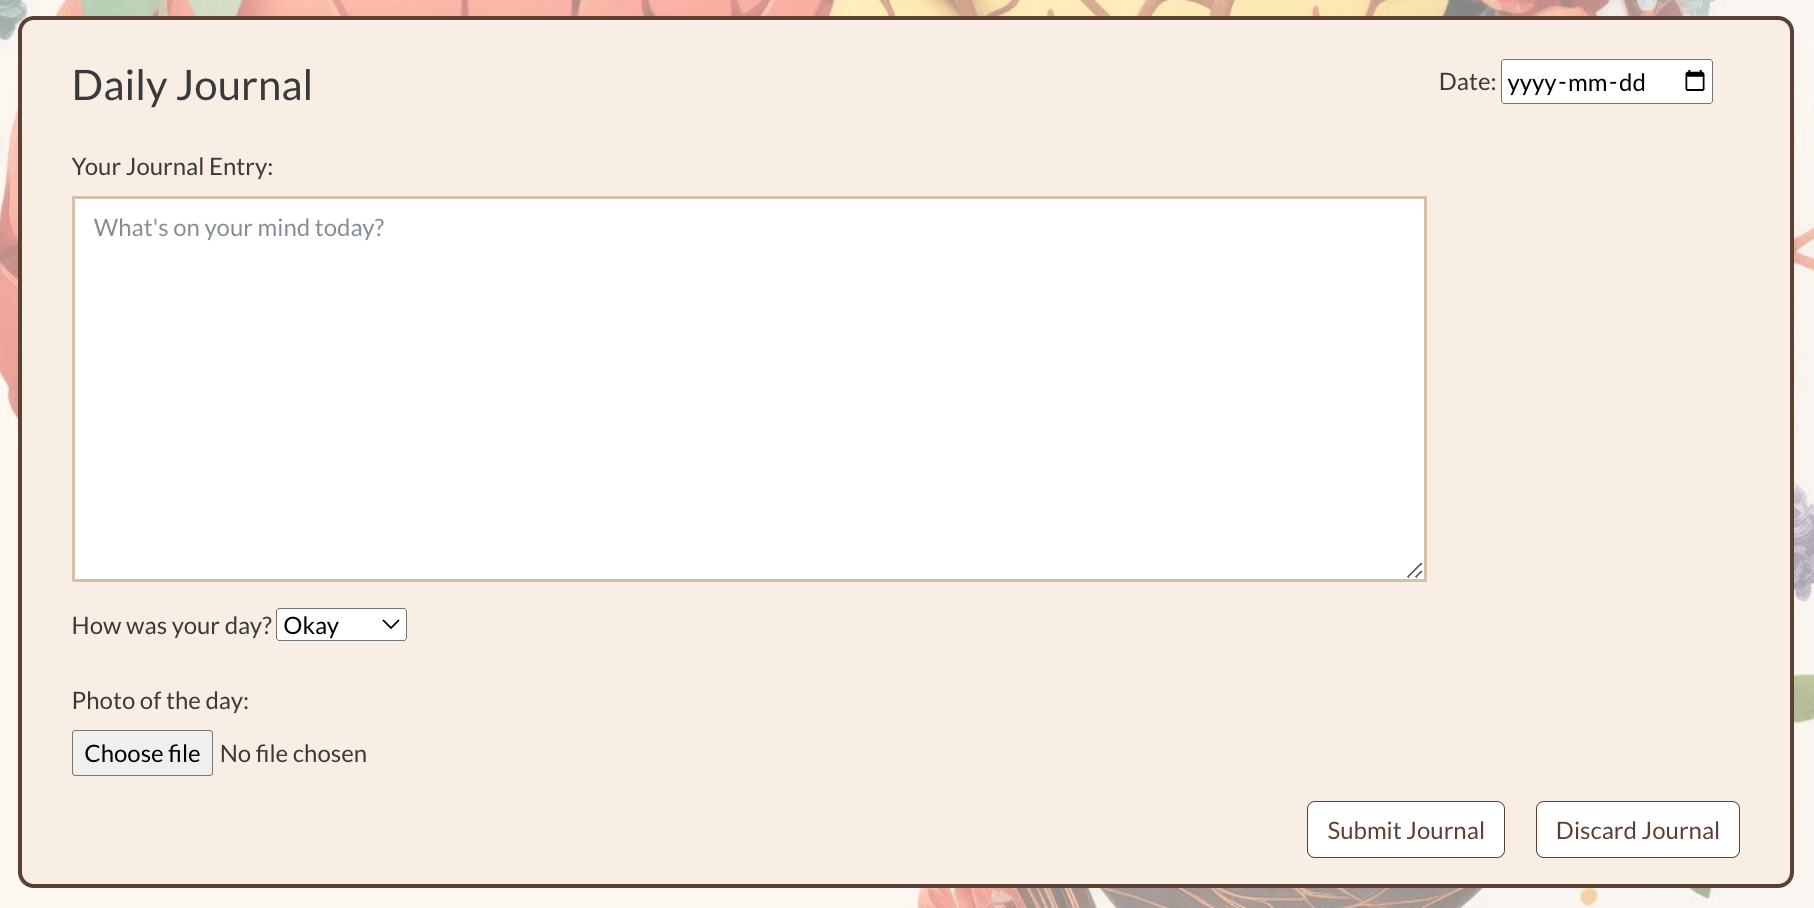 Daily Journal
Date: yyyy-mm-dd
Your Journal Entry:
What's on your mind today?
How was your day? Okay
Photo of the day:
Choose file No file chosen
Submit Journal Discard Journal